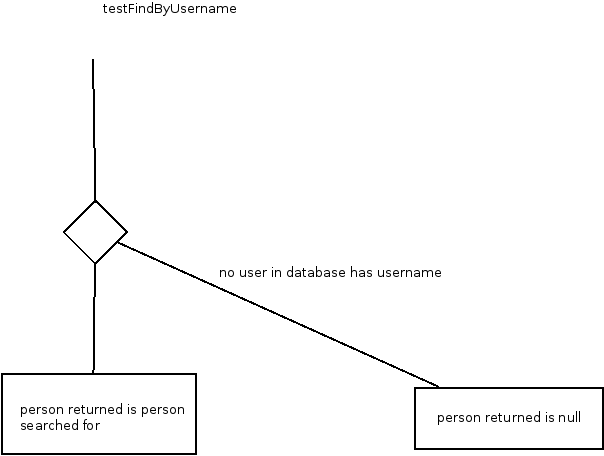 testFindByUsername
no user in database has username
person returned is person
searched for
person returned is null